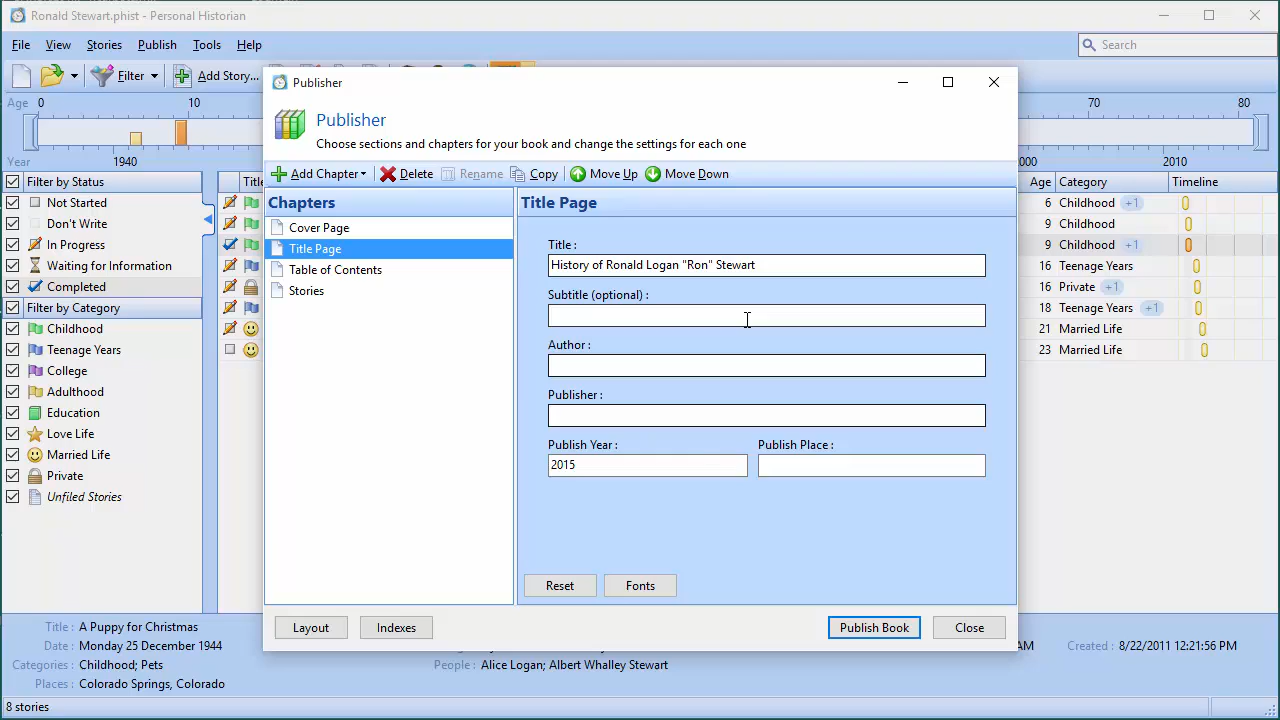 Ronald Stewart.phist - Personal Historian
File View Stories Publish Tools Help
Search
Filter Add Story...
Age 0 10 70 80
Year 1940 000 2010
Filter by Status
Not Started
Don't Write
In Progress
Waiting for Information
Completed
Filter by Category
Childhood
Teenage Years
College
Adulthood
Education
Love Life
Married Life
Private
Unfiled Stories
Titl
Publisher
Publisher
Choose sections and chapters for your book and change the settings for each one
Add Chapter Delete Rename Copy Move Up Move Down
Chapters
Cover Page
Title Page
Table of Contents
Stories
Title Page
Title :
History of Ronald Logan "Ron" Stewart
Subtitle (optional) :
Author :
Publisher :
Publish Year : Publish Place :
2015
Reset Fonts
Layout Indexes Publish Book Close
Age Category Timeline
6 Childhood +1
9 Childhood
9 Childhood +1
16 Teenage Years
16 Private +1
18 Teenage Years +1
21 Married Life
23 Married Life
Title : A Puppy for Christmas
Date : Monday 25 December 1944 AM Created : 8/22/2011 12:21:56 PM
Categories : Childhood; Pets People : Alice Logan; Albert Whalley Stewart
Places : Colorado Springs, Colorado
8 stories